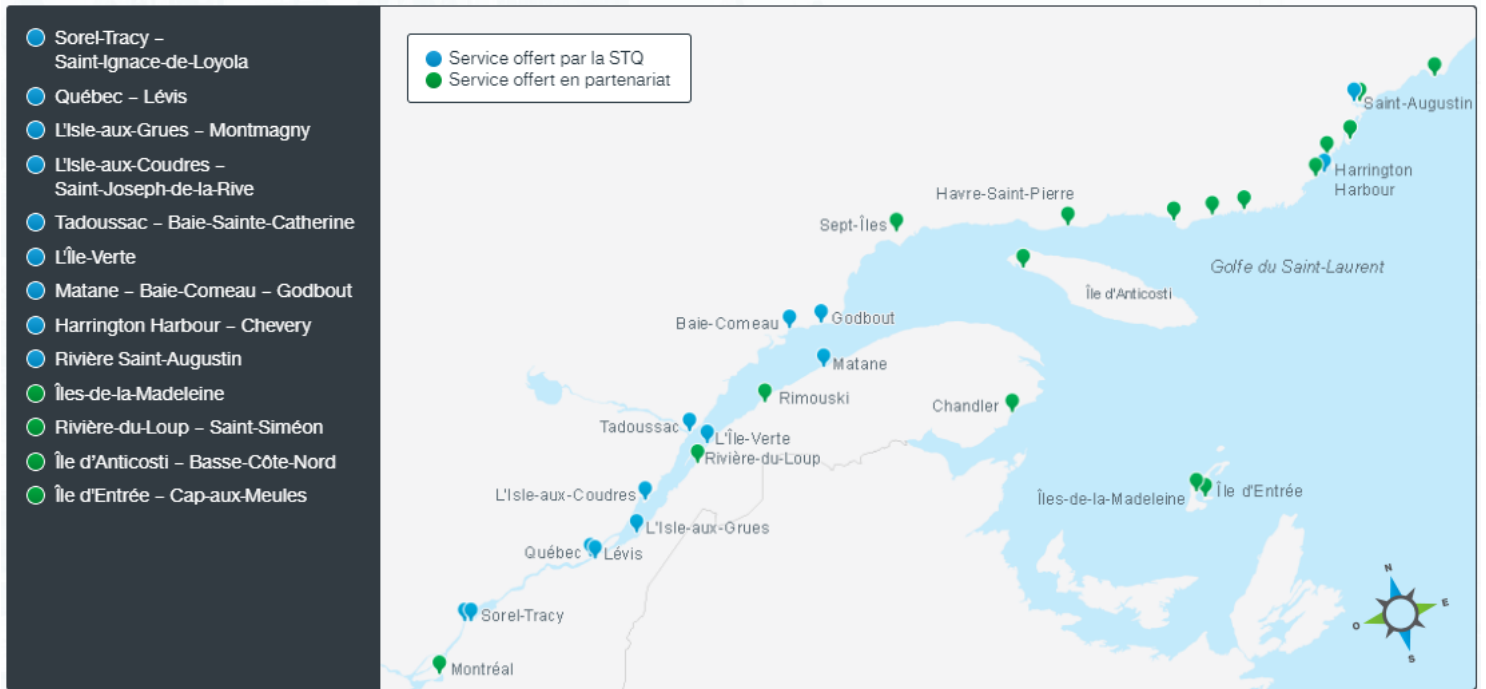 Sorel-Tracy –
Saint-Ignace-de-Loyola
Québec – Lévis
L'Isle-aux-Grues – Montmagny
L'Isle-aux-Coudres –
Saint-Joseph-de-la-Rive
Tadoussac – Baie-Sainte-Catherine
L'Île-Verte
Matane – Baie-Comeau – Godbout
Harrington Harbour – Chevery
Rivière Saint-Augustin
Îles-de-la-Madeleine
Rivière-du-Loup – Saint-Siméon
Île d'Anticosti – Basse-Côte-Nord
Île d'Entrée – Cap-aux-Meules
Service offert par la STQ
Service offert en partenariat
Saint-Augustin
Harrington
Harbour
Havre-Saint-Pierre
Sept-Îles
Golfe du Saint-Laurent
Île d'Anticosti
Baie-Comeau
Godbout
Matane
Rimouski
Chandler
Tadoussac
L'Île-Verte
Rivière-du-Loup
L'Isle-aux-Coudres
Îles-de-la-Madeleine
Île d'Entrée
L'Isle-aux-Grues
Québec
Lévis
Sorel-Tracy
Montréal
N
E
O
S